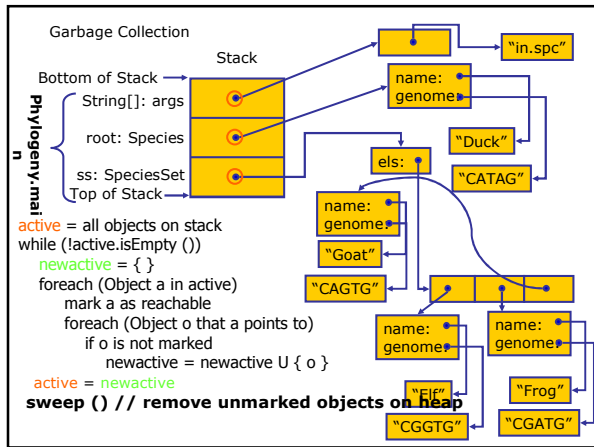 Garbage Collection
Stack
Bottom of Stack
String[]: args
root: Species
ss: SpeciesSet
Top of Stack
Phylogeny.mai
n
"in.spc"
name:
genome:
"Duck"
"CATAG"
els:
name:
genome:
"Goat"
"CAGTG"
name:
genome:
name:
genome:
"Elf"
"CGGTG"
"Frog"
"CGATG"
active = all objects on stack
while (!active.isEmpty ())
newactive = { }
foreach (Object a in active)
mark a as reachable
foreach (Object o that a points to)
if o is not marked
newactive = newactive U { o }
active = newactive
sweep () // remove unmarked objects on heap